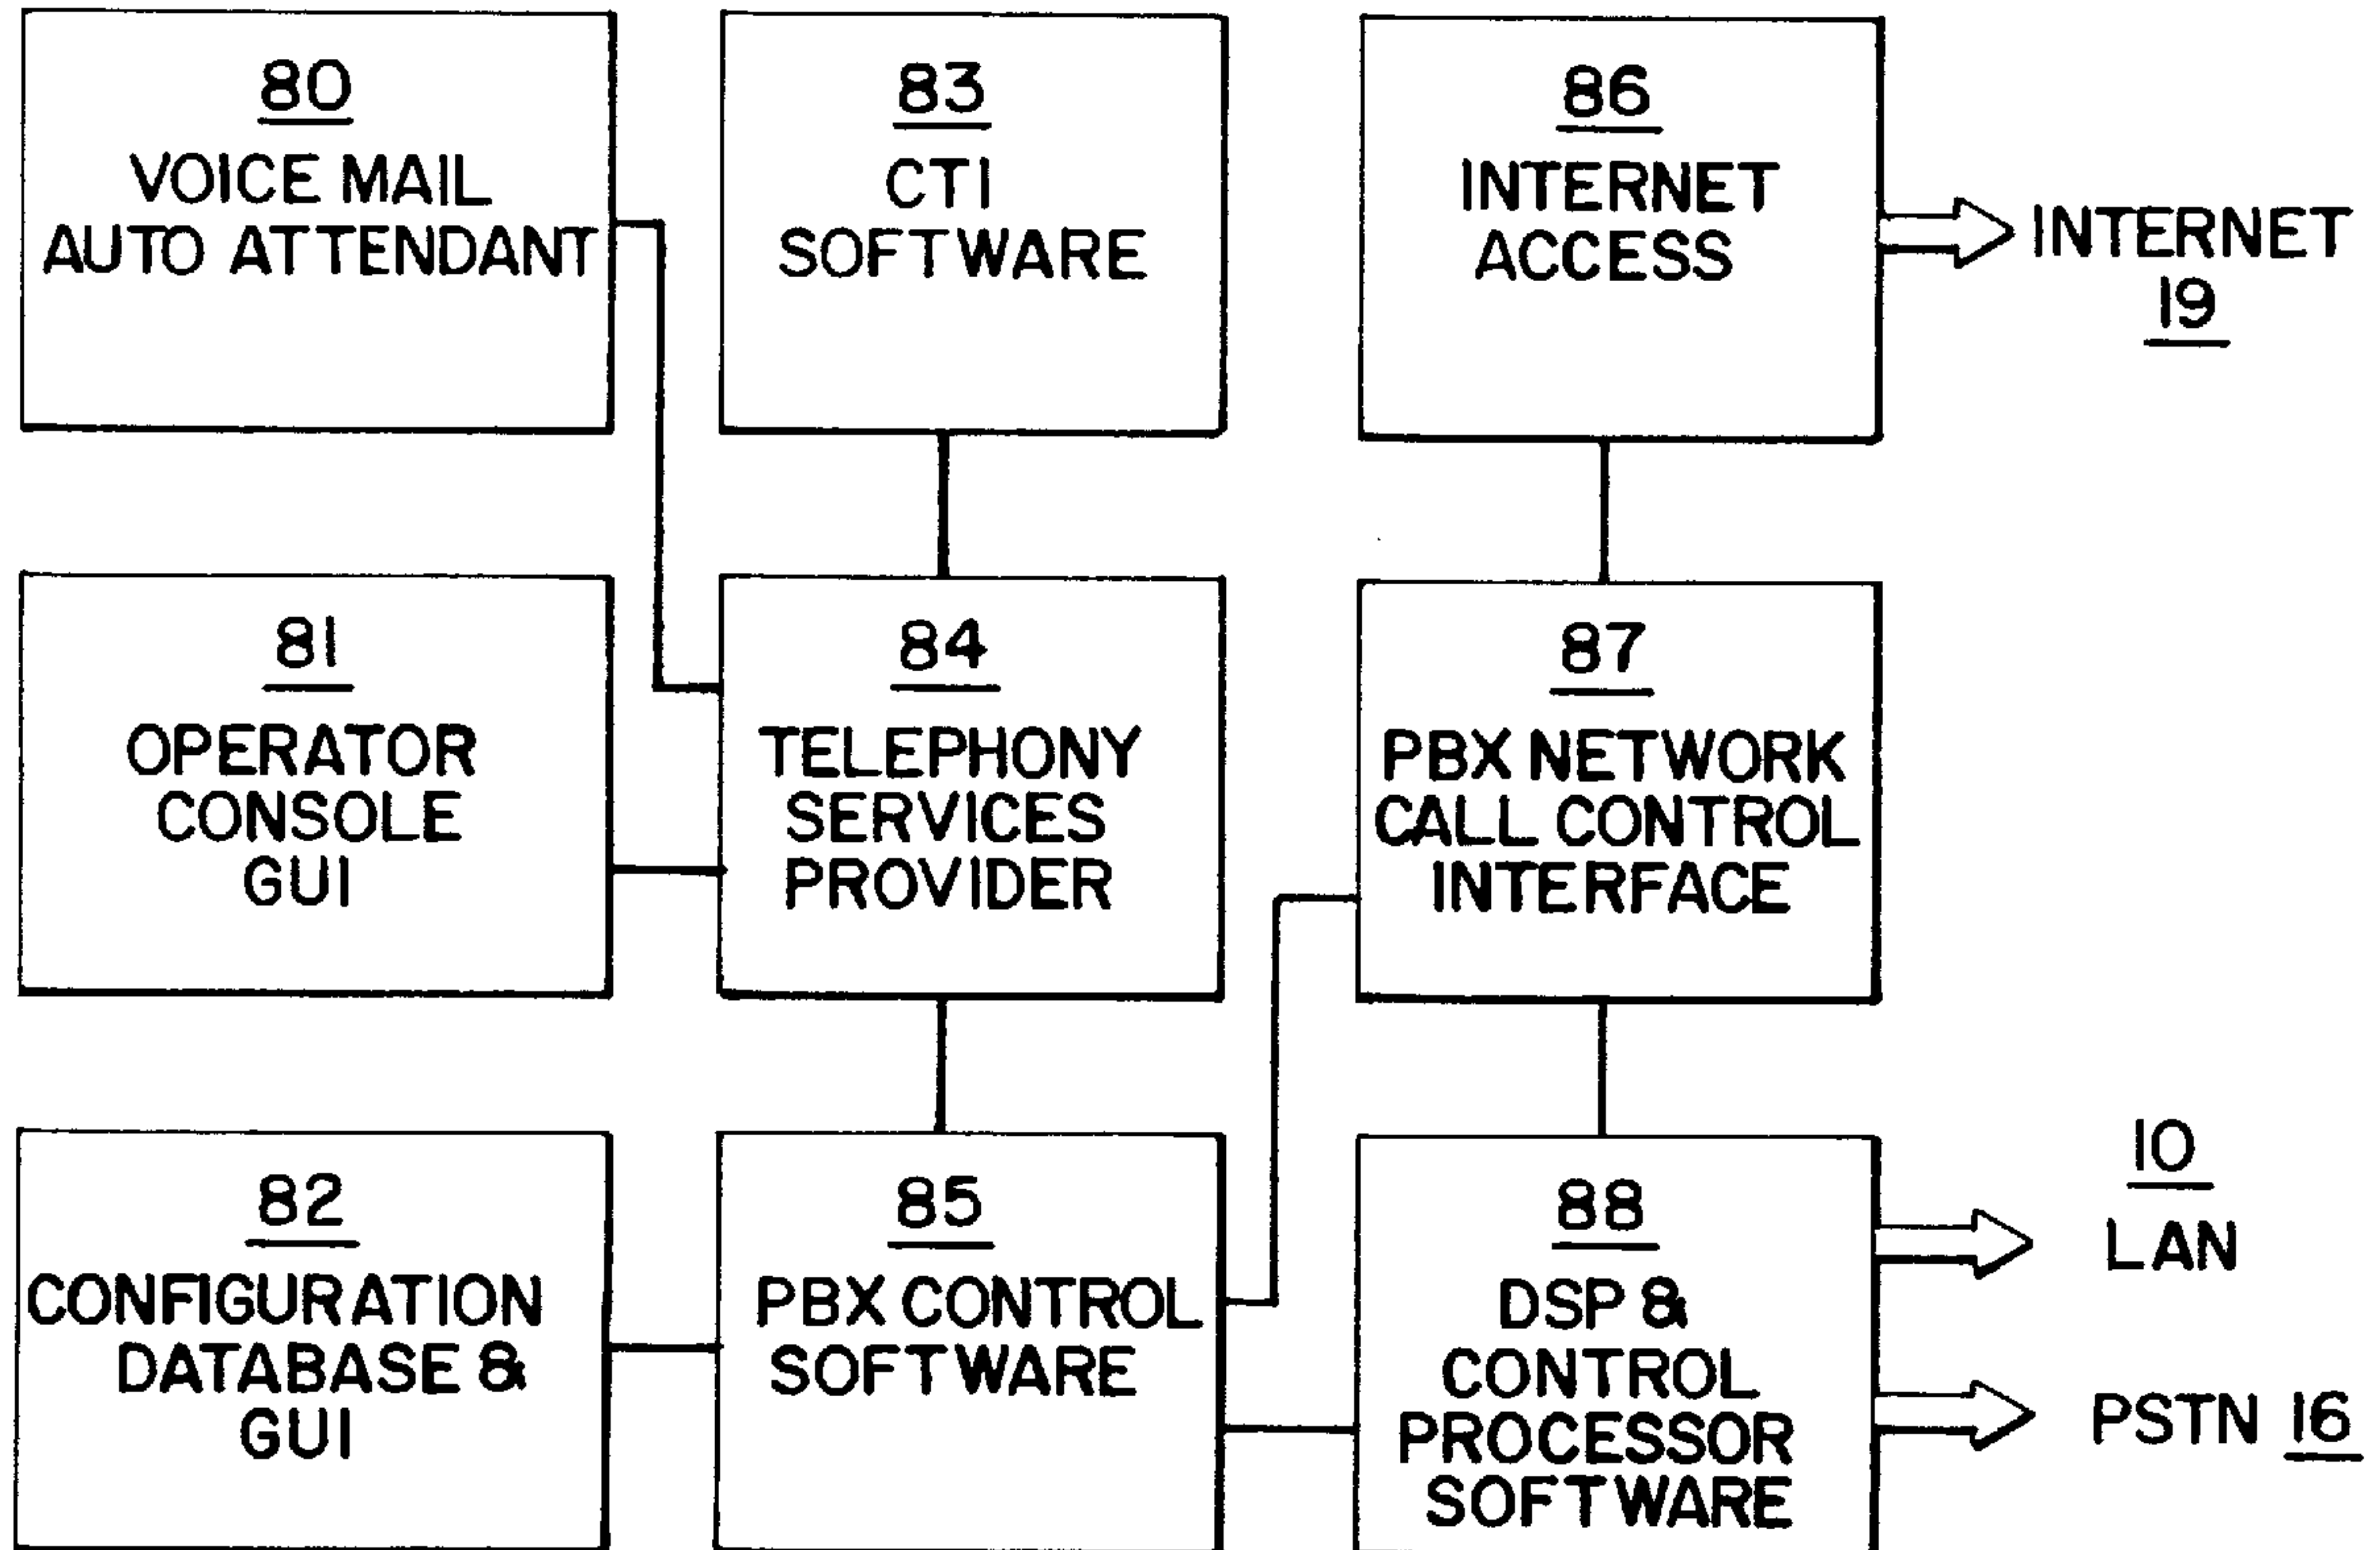 80
VOICE MAIL
AUTO ATTENDANT
83
CTI
SOFTWARE
86
INTERNET
ACCESS
INTERNET
19
81
OPERATOR
CONSOLE
GUI
84
TELEPHONY
SERVICES
PROVIDER
87
PBX NETWORK
CALL CONTROL
INTERFACE
82
CONFIGURATION
DATABASE &
GUI
85
PBX CONTROL
SOFTWARE
88
DSP &
CONTROL
PROCESSOR
SOFTWARE
10
LAN
PSTN 16